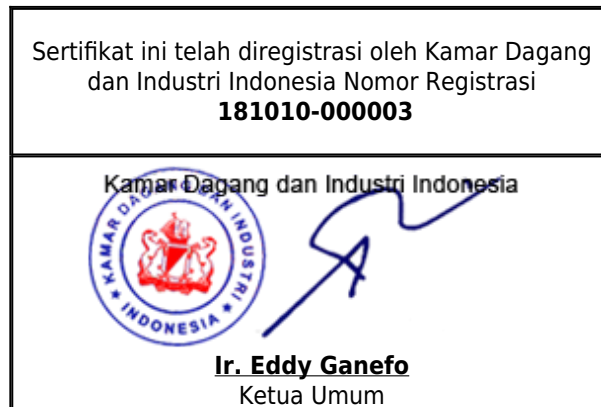 Sertifikat ini telah diregistrasi oleh Kamar Dagang
dan Industri Indonesia Nomor Registrasi
181010-000003
Kamar Dagang dan Industri Indonesia
KAMAR DAGANG DAN INDUSTRI
★ INDONESIA ★
Ir. Eddy Ganefo
Ketua Umum